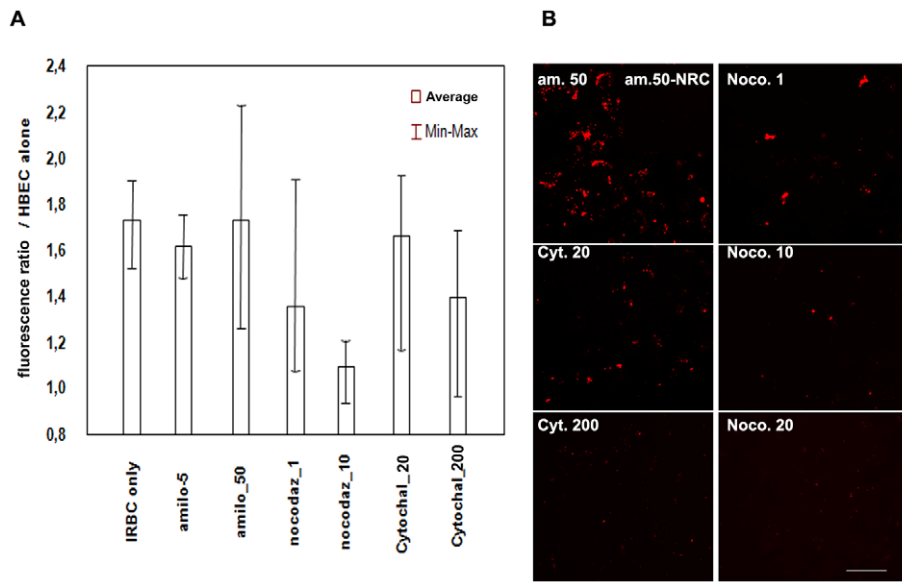 A
B
2,4
2,2
2,0
1,8
1,6
1,4
1,2
1,0
0,8
fluorescence ratio / HBEC alone
Average
Min-Max
IRBC only
amilo-5
amilo_50
nocodaz_1
nocodaz_10
Cytochal_20
Cytochal_200
am. 50
am.50-NRC
Noco. 1
Cyt. 20
Noco. 10
Cyt. 200
Noco. 20